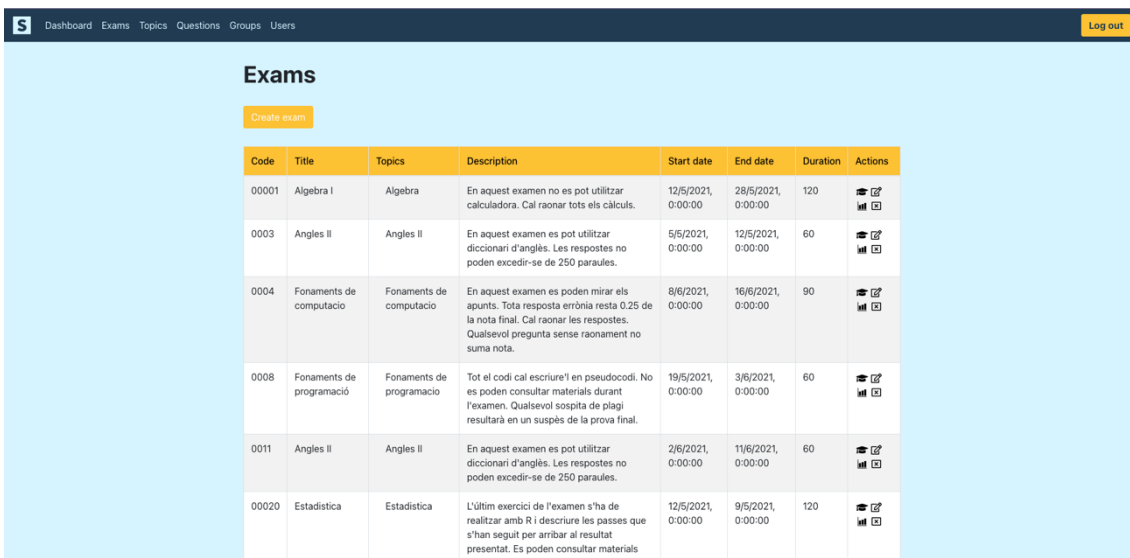 S Dashboard Exams Topics Questions Groups Users Log out
Exams
Create exam
Code Title Topics Description Start date End date Duration Actions
00001 Algebra I Algebra En aquest examen no es pot utilitzar 12/5/2021, 28/5/2021, 120
calculadora. Cal raonar tots els càlculs. 0:00:00 0:00:00
0003 Angles II Angles II En aquest examen es pot utilitzar 5/5/2021, 12/5/2021, 60
diccionari d'anglès. Les respostes no 0:00:00 0:00:00
poden excedir-se de 250 paraules.
0004 Fonaments de Fonaments de En aquest examen es poden mirar els 8/6/2021, 16/6/2021, 90
computacio computacio apunts. Tota resposta errònia resta 0.25 de 0:00:00 0:00:00
la nota final. Cal raonar les respostes.
Qualsevol pregunta sense raonament no
suma nota.
0008 Fonaments de Fonaments de Tot el codi cal escriure'l en pseudocodi. No 19/5/2021, 3/6/2021, 60
programació programacio es poden consultar materials durant 0:00:00 0:00:00
l'examen. Qualsevol sospita de plagi
resultarà en un suspès de la prova final.
0011 Angles II Angles II En aquest examen es pot utilitzar 2/6/2021, 11/6/2021, 60
diccionari d'anglès. Les respostes no 0:00:00 0:00:00
poden excedir-se de 250 paraules.
00020 Estadistica Estadistica L'últim exercici de l'examen s'ha de 12/5/2021, 9/5/2021, 120
realitzar amb R i descriure les passes que 0:00:00 0:00:00
s'han seguit per arribar al resultat
presentat. Es poden consultar materials